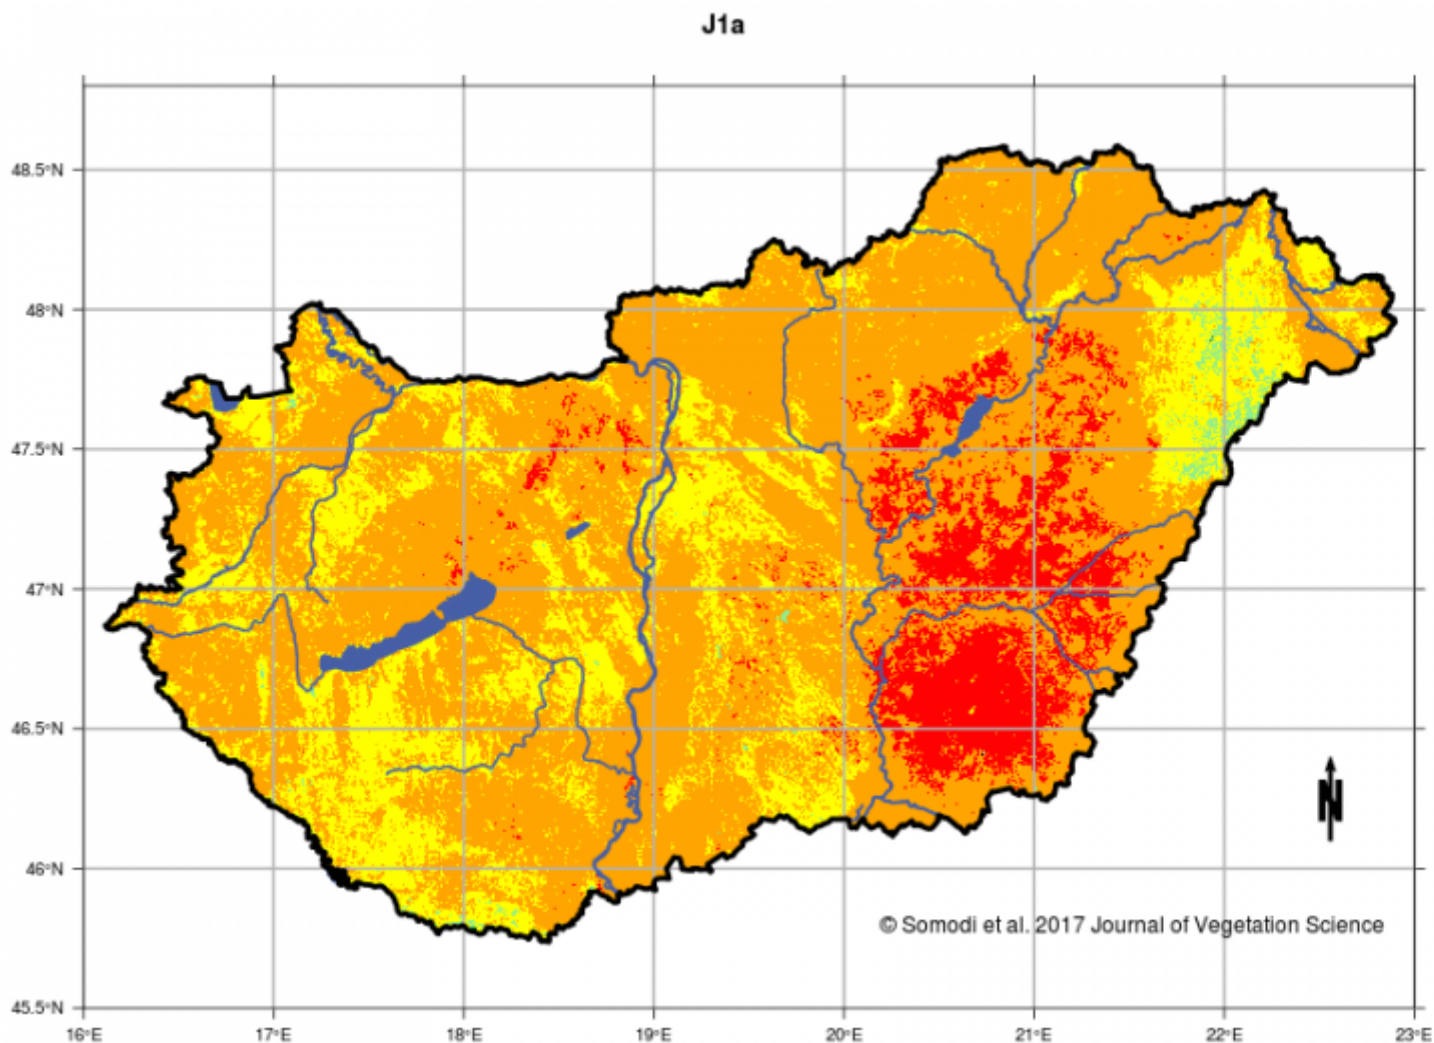 J1a
48.5°N
48°N
47.5°N
47°N
46.5°N
N
46°N
© Somodi et al. 2017 Journal of Vegetation Science
45.5°N
16°E 17°E 18°E 19°E 20°E 21°E 22°E 23°E